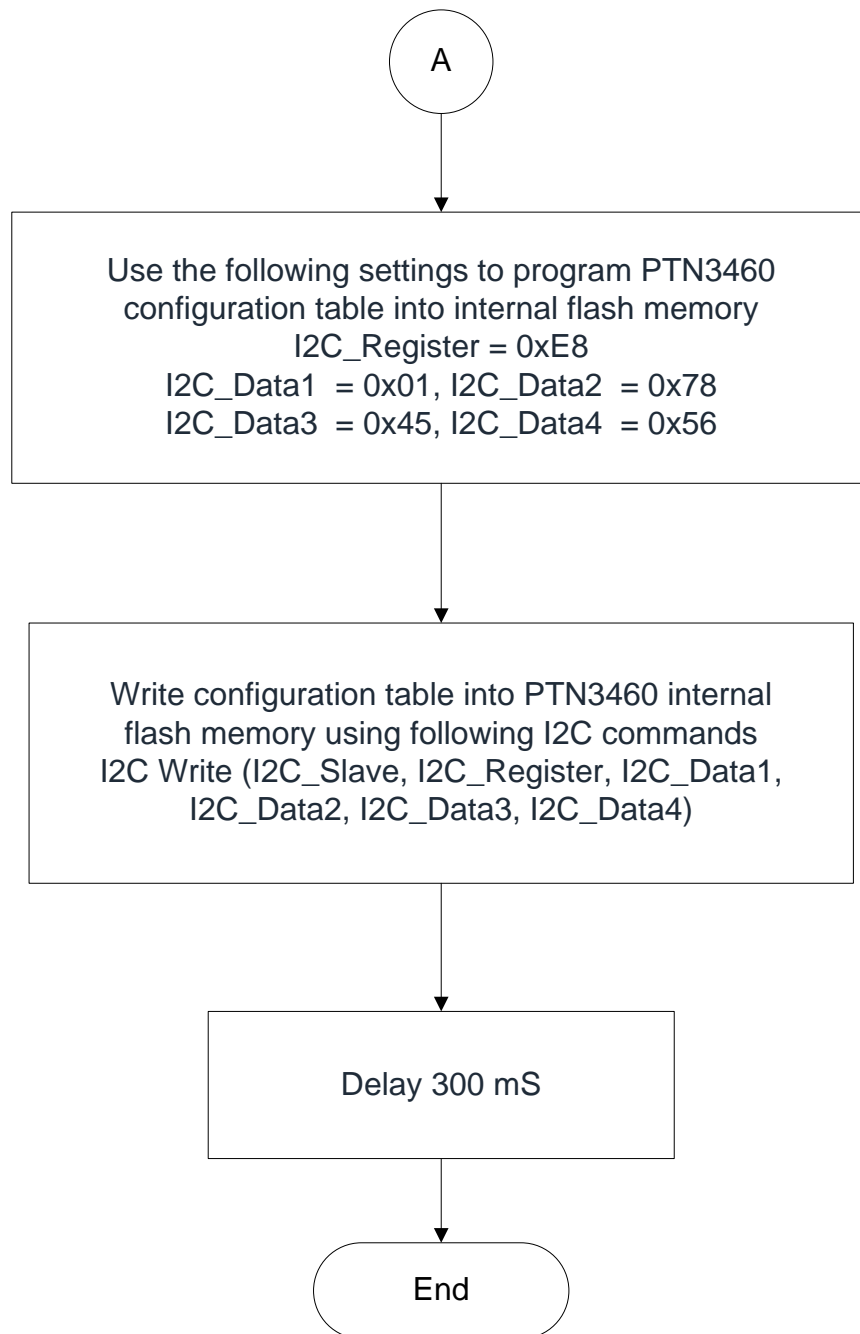 A
Use the following settings to program PTN3460
configuration table into internal flash memory
I2C_Register = 0xE8
I2C_Data1  = 0x01, I2C_Data2  = 0x78
I2C_Data3  = 0x45, I2C_Data4  = 0x56
Write configuration table into PTN3460 internal
flash memory using following I2C commands
I2C Write (I2C_Slave, I2C_Register, I2C_Data1,
I2C_Data2, I2C_Data3, I2C_Data4)
Delay 300 mS
End